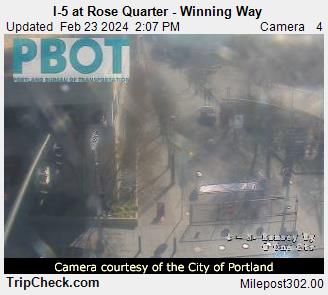 I-5 at Rose Quarter - Winning Way
Updated Feb 23 2024 2:07 PM Camera 4
PBOT
PORTLAND BUREAU OF TRANSPORTATION
Ramsey
Camera courtesy of the City of Portland
TripCheck.com Milepost302.00